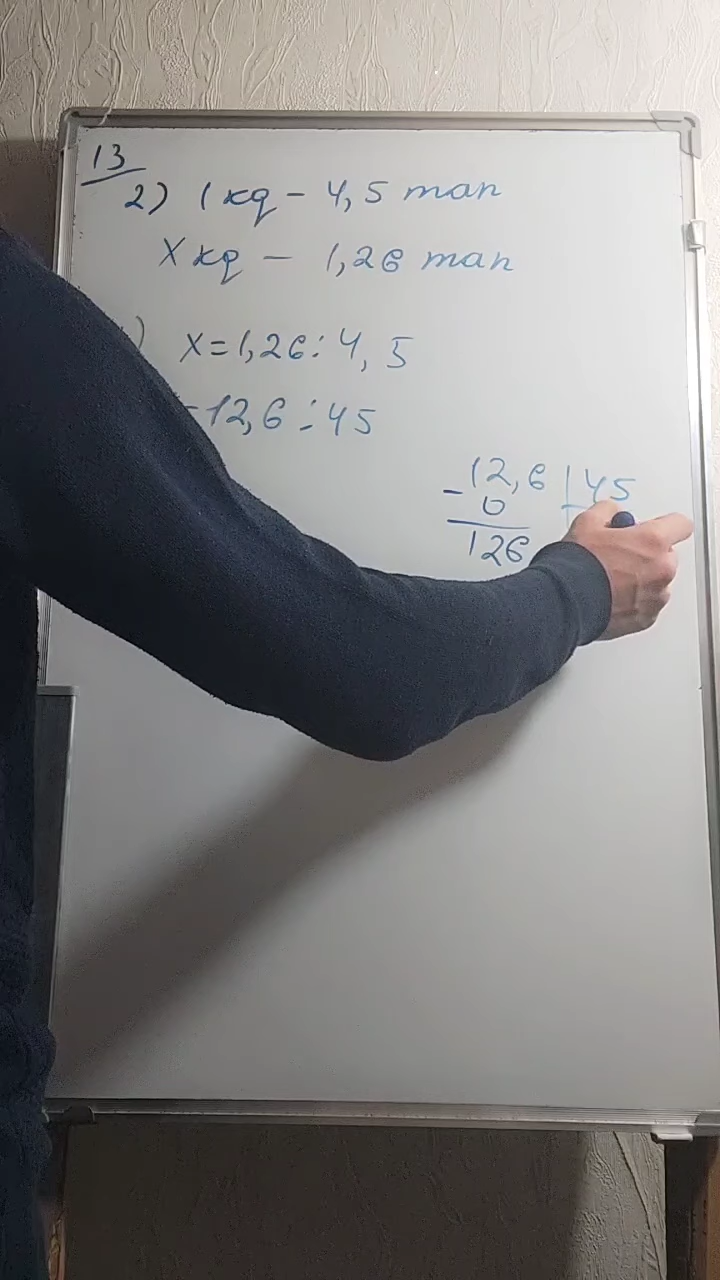 13
2) 1 kq - 4,5 man
X kq - 1,26 man
) X=1,26:4,5
12,6:45
- 12,6 | 45
0
126